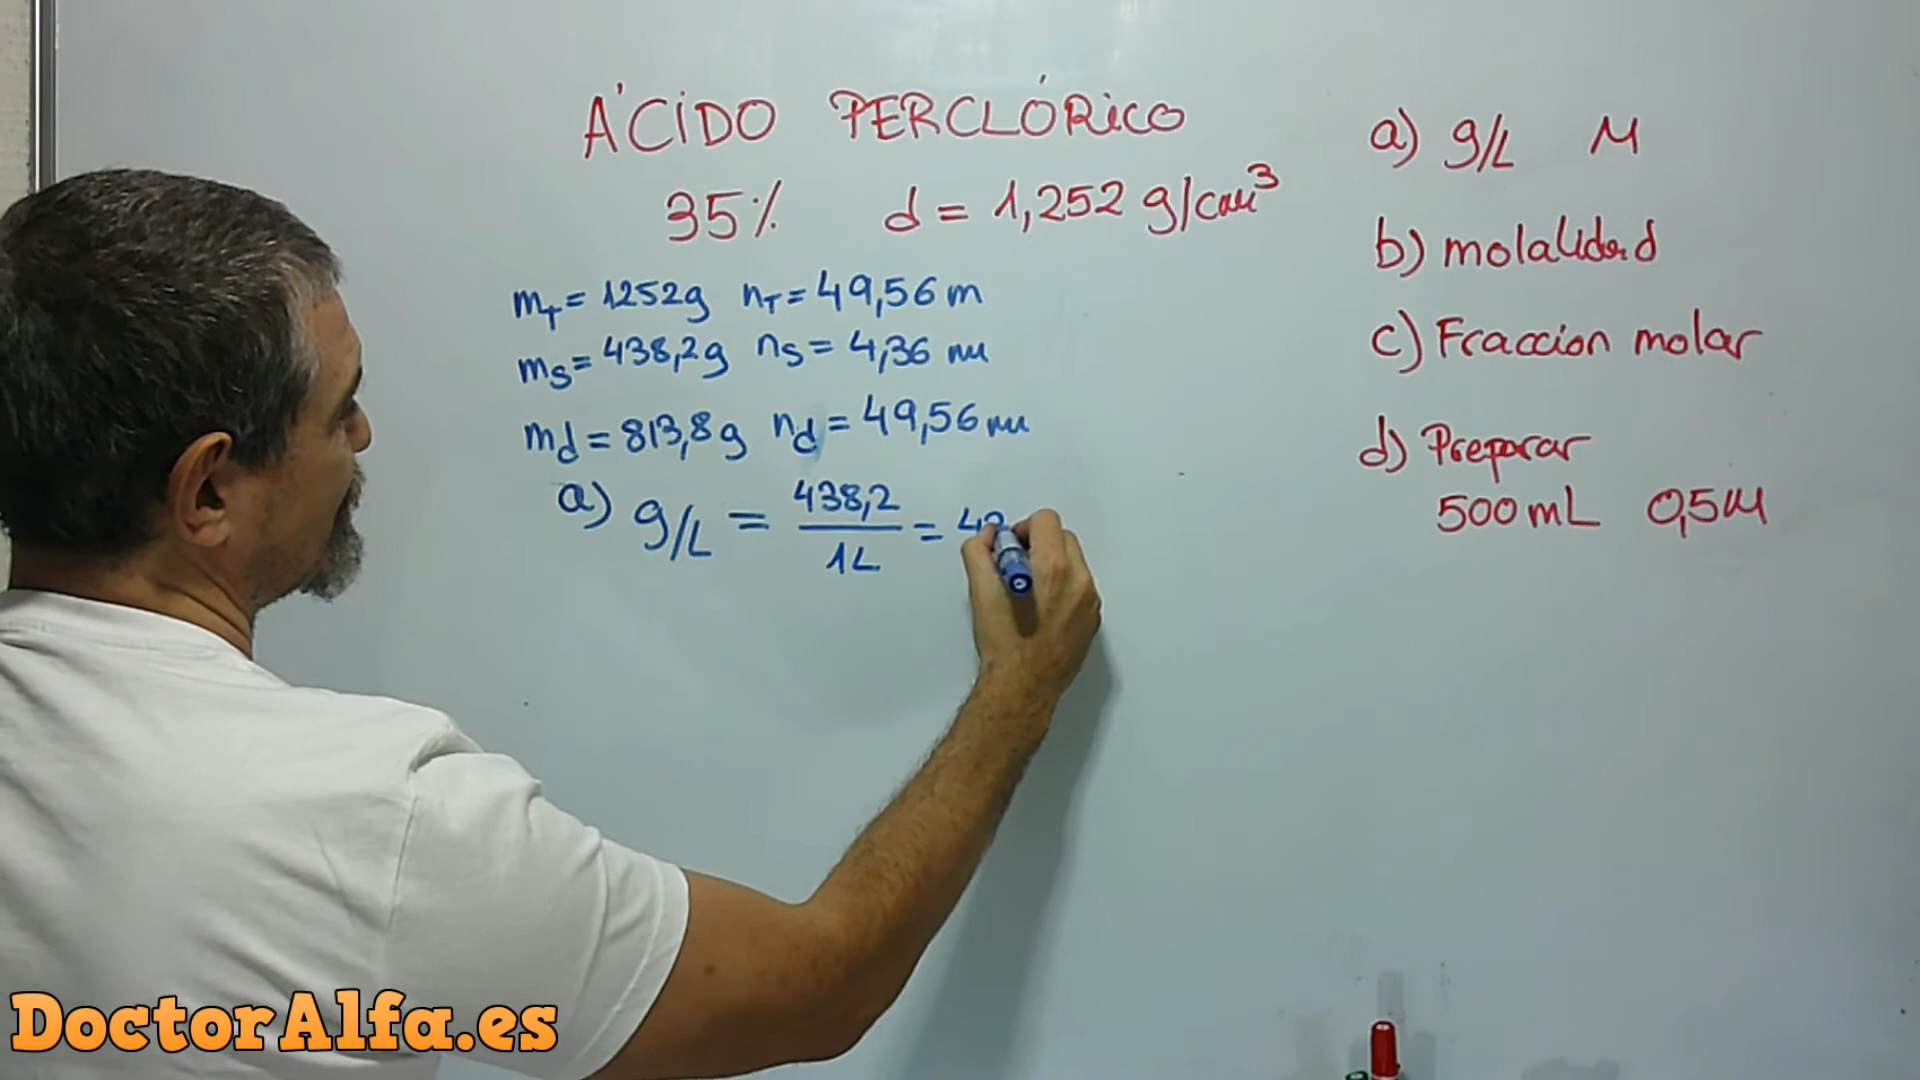 ÁCIDO PERCLÓRICO
35% d = 1,252 g/cm³
mT = 1252g nT = 49,56 m
ms = 438,2g ns = 4,36 m
md = 813,8g nd = 49,56 m
a) g/L = 438,2 / 1L = 4
a) g/L M
b) molalidad
c) Fraccion molar
d) Preparar
500 mL 0,5M
DoctorAlfa.es